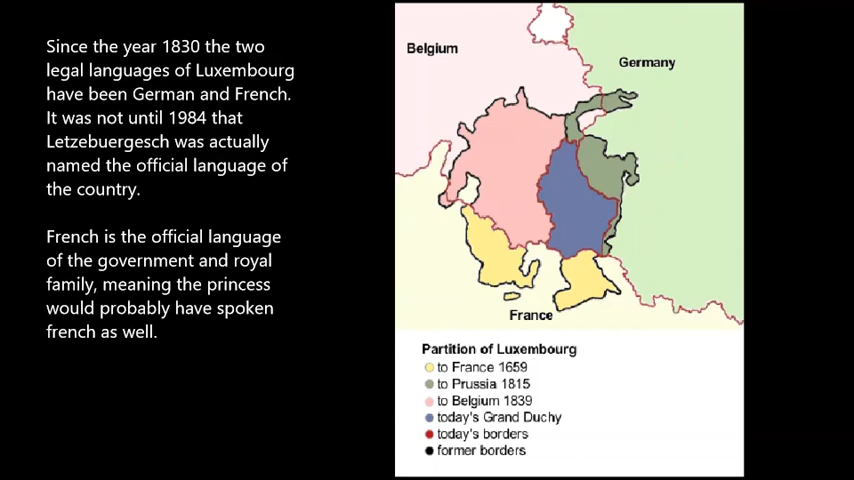 Since the year 1830 the two
legal languages of Luxembourg
have been German and French.
It was not until 1984 that
Letzebuergesch was actually
named the official language of
the country.
French is the official language
of the government and royal
family, meaning the princess
would probably have spoken
french as well.
Belgium
Germany
France
Partition of Luxembourg
to France 1659
to Prussia 1815
to Belgium 1839
today's Grand Duchy
today's borders
former borders